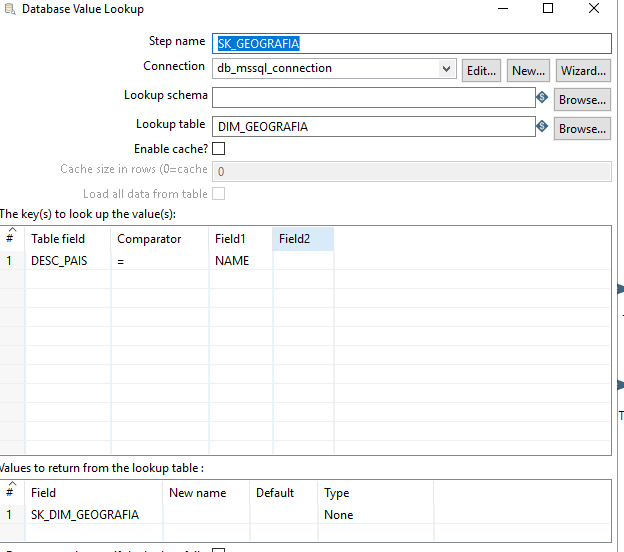 Database Value Lookup
Step name SK_GEOGRAFIA
Connection db_mssql_connection Edit... New... Wizard...
Lookup schema Browse...
Lookup table DIM_GEOGRAFIA Browse...
Enable cache?
Cache size in rows (0=cache 0
Load all data from table
The key(s) to look up the value(s):
# Table field Comparator Field1 Field2
1 DESC_PAIS = NAME
Values to return from the lookup table :
# Field New name Default Type
1 SK_DIM_GEOGRAFIA None